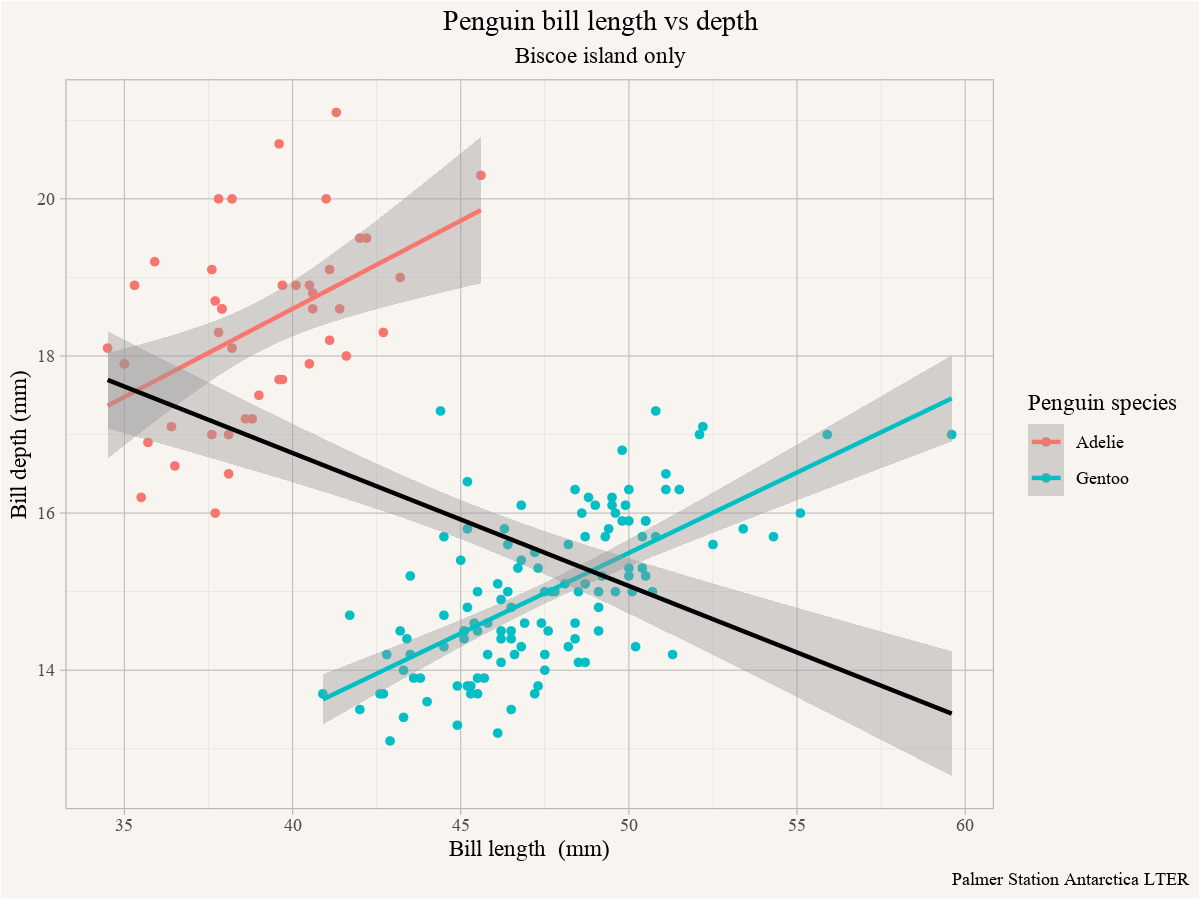 Penguin bill length vs depth
Biscoe island only
Bill depth (mm)
20
18
16
14
35 40 45 50 55 60
Bill length  (mm)
Penguin species
Adelie
Gentoo
Palmer Station Antarctica LTER